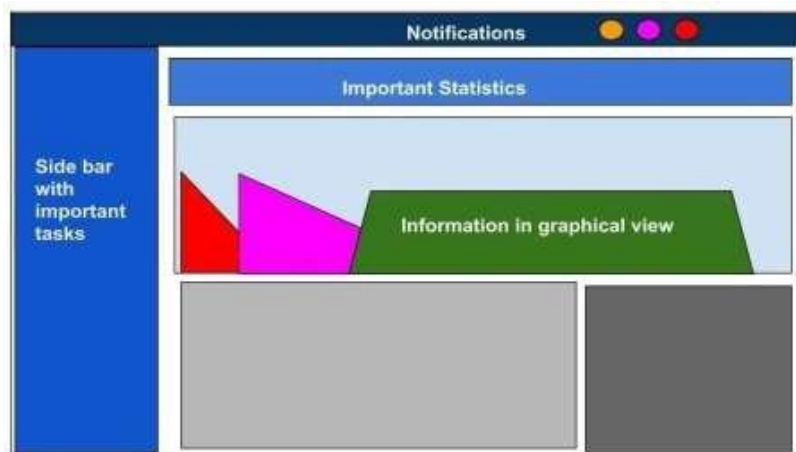 Notifications
Important Statistics
Side bar
with
important
tasks
Information in graphical view